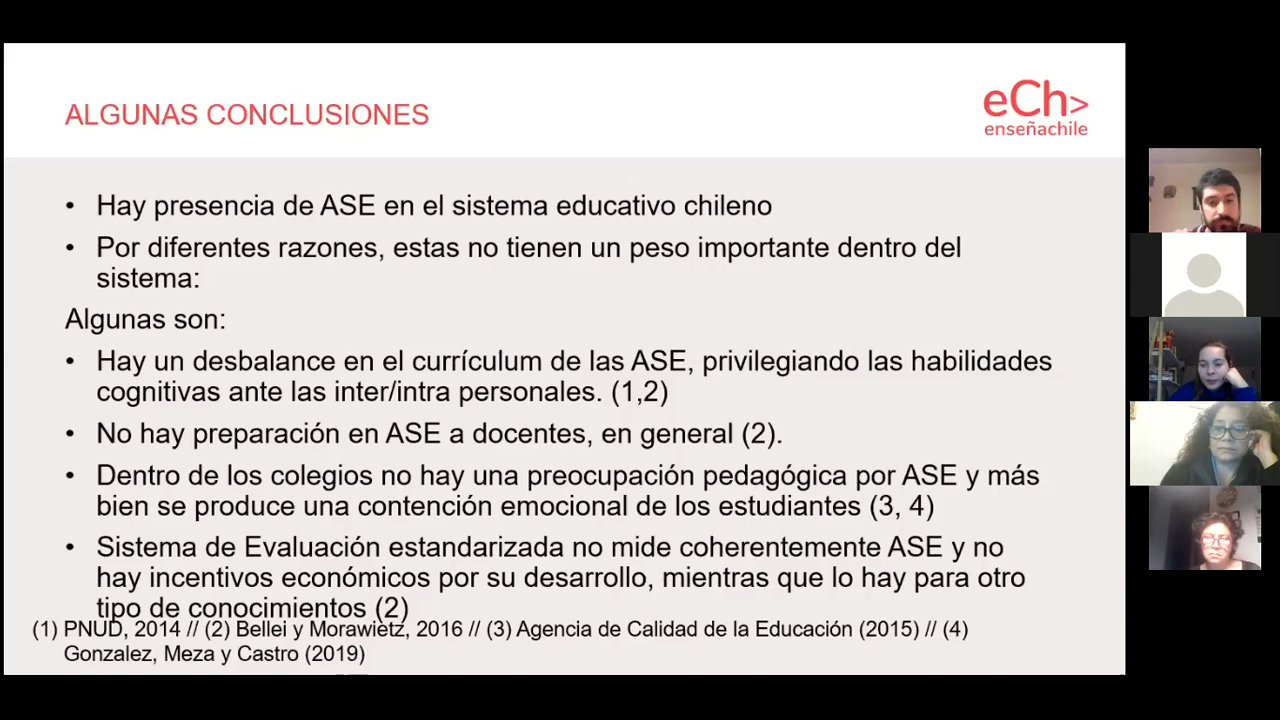 ALGUNAS CONCLUSIONES
eCh>
enseñachile
• Hay presencia de ASE en el sistema educativo chileno
• Por diferentes razones, estas no tienen un peso importante dentro del
sistema:
Algunas son:
• Hay un desbalance en el currículum de las ASE, privilegiando las habilidades
cognitivas ante las inter/intra personales. (1,2)
• No hay preparación en ASE a docentes, en general (2).
• Dentro de los colegios no hay una preocupación pedagógica por ASE y más
bien se produce una contención emocional de los estudiantes (3, 4)
• Sistema de Evaluación estandarizada no mide coherentemente ASE y no
hay incentivos económicos por su desarrollo, mientras que lo hay para otro
tipo de conocimientos (2)
(1) PNUD, 2014 // (2) Bellei y Morawietz, 2016 // (3) Agencia de Calidad de la Educación (2015) // (4)
Gonzalez, Meza y Castro (2019)